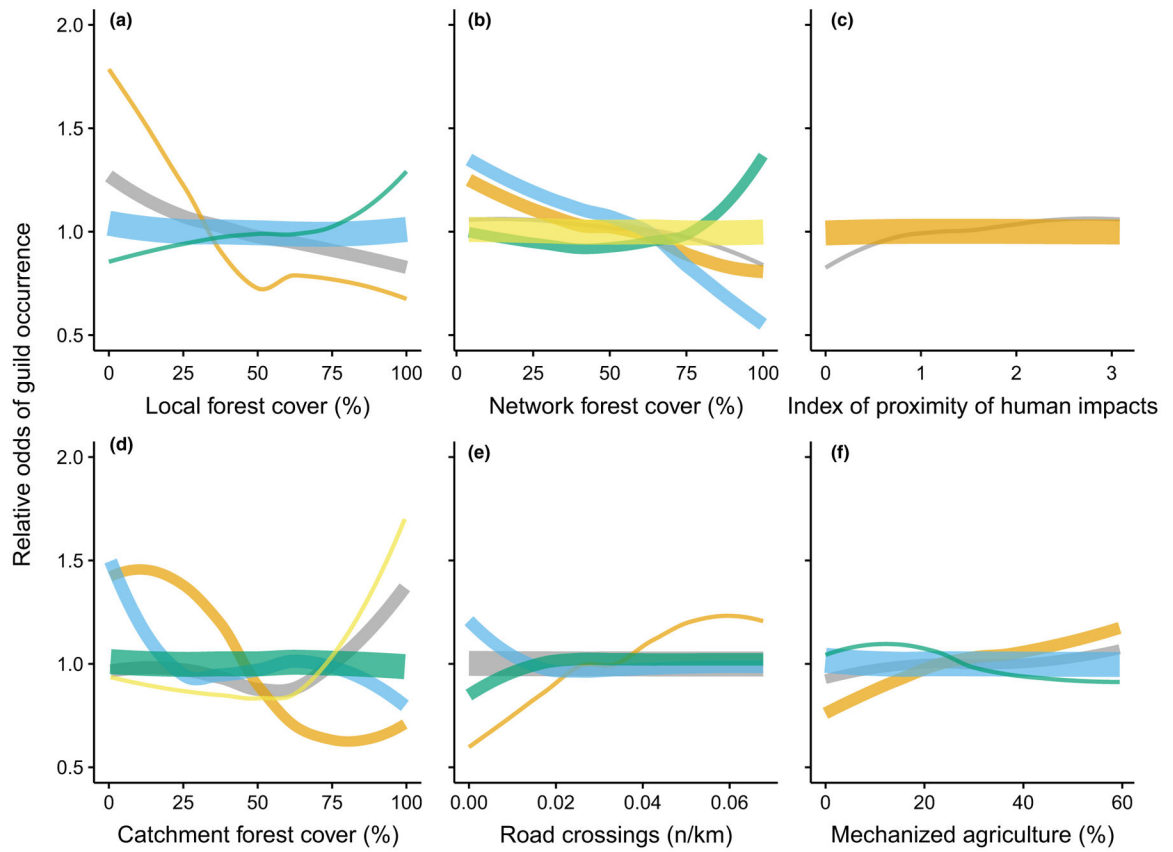 Relative odds of guild occurrence
(a)
2.0
1.5
1.0
0.5
0 25 50 75 100
Local forest cover (%)
(b)
0 25 50 75 100
Network forest cover (%)
(c)
0 1 2 3
Index of proximity of human impacts
(d)
2.0
1.5
1.0
0.5
0 25 50 75 100
Catchment forest cover (%)
(e)
0.00 0.02 0.04 0.06
Road crossings (n/km)
(f)
0 20 40 60
Mechanized agriculture (%)